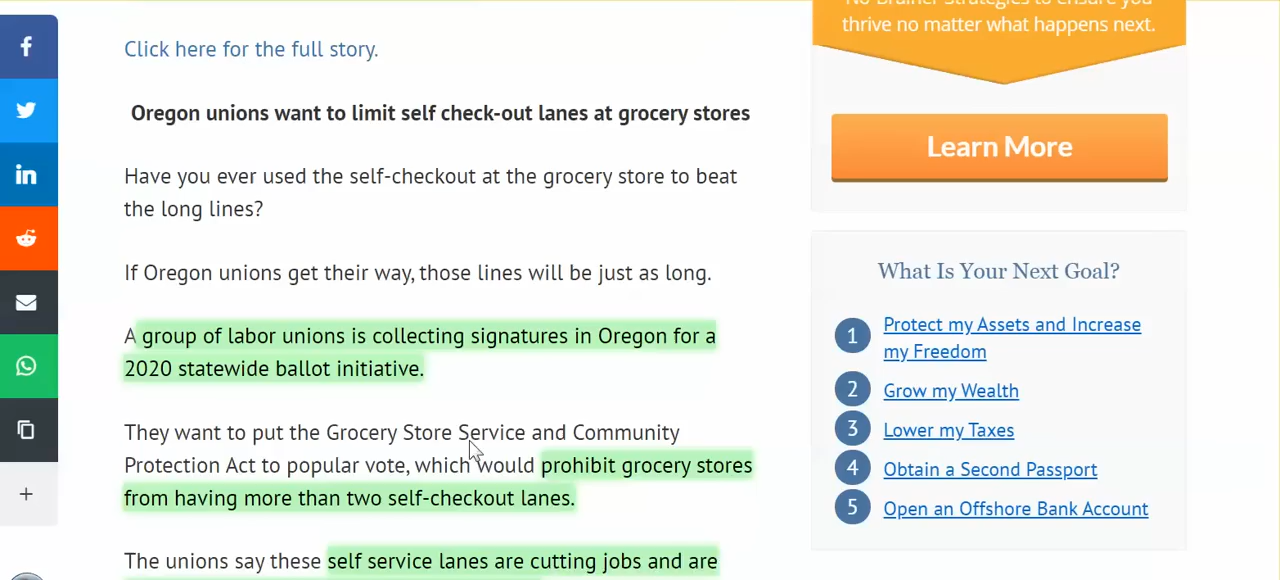 Click here for the full story.
Oregon unions want to limit self check-out lanes at grocery stores
Have you ever used the self-checkout at the grocery store to beat
the long lines?
If Oregon unions get their way, those lines will be just as long.
A group of labor unions is collecting signatures in Oregon for a
2020 statewide ballot initiative.
They want to put the Grocery Store Service and Community
Protection Act to popular vote, which would prohibit grocery stores
from having more than two self-checkout lanes.
The unions say these self service lanes are cutting jobs and are
No Brainer strategies to ensure you
thrive no matter what happens next.
Learn More
What Is Your Next Goal?
1 Protect my Assets and Increase
my Freedom
2 Grow my Wealth
3 Lower my Taxes
4 Obtain a Second Passport
5 Open an Offshore Bank Account